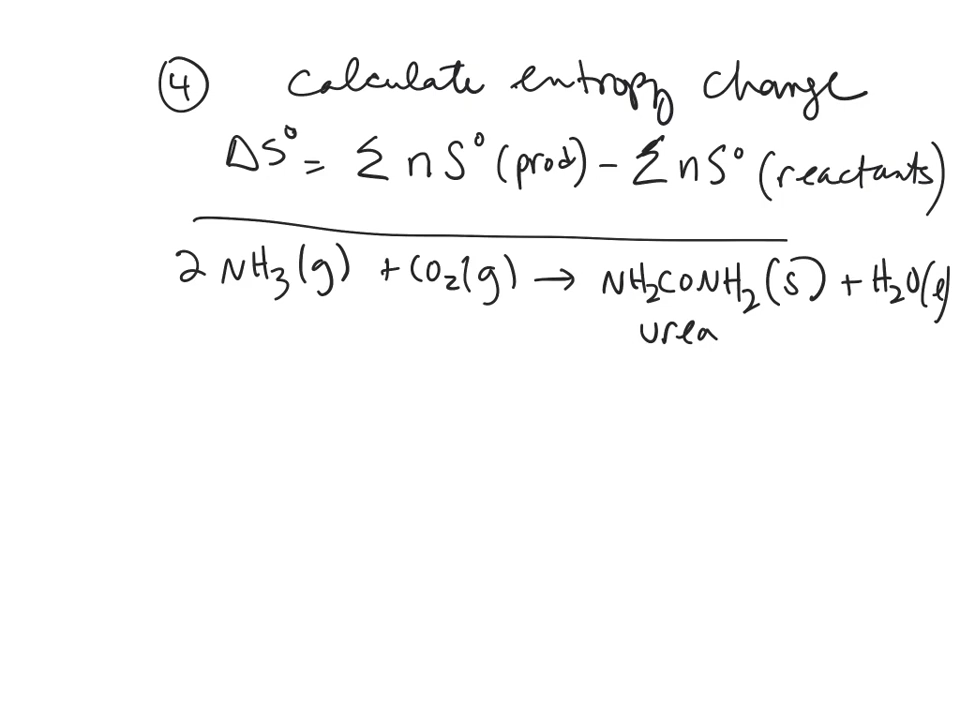 ④ Calculate entropy change
ΔS° = Σ n S° (prod) - Σ n S° (reactants)
2 NH₃(g) + CO₂(g) → NH₂CONH₂(s) + H₂O(l)
urea